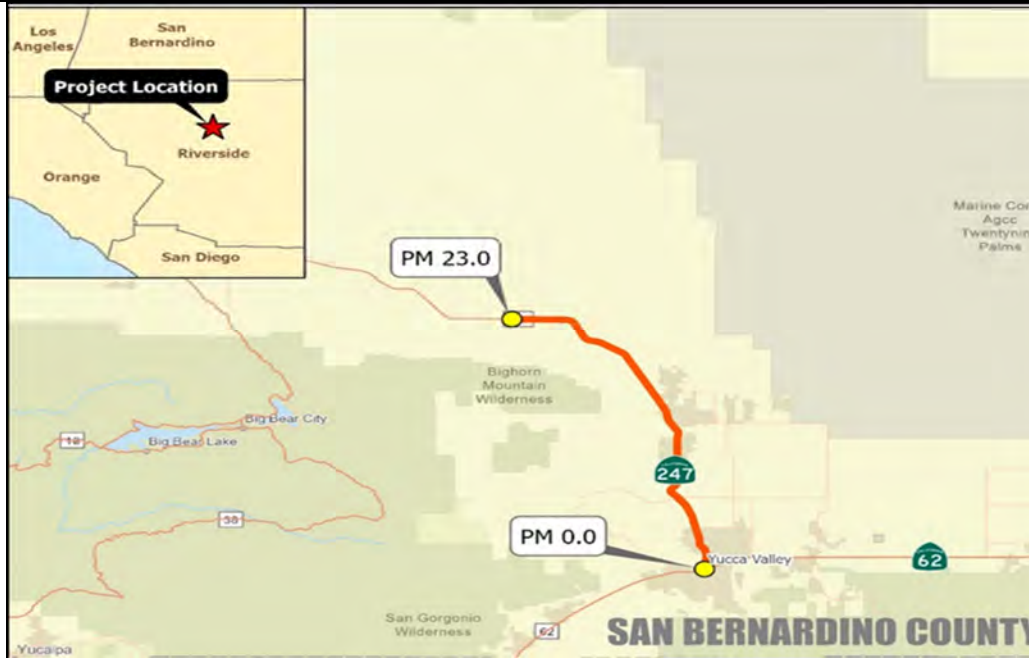 Los
Angeles
San
Bernardino
Project Location
Riverside
Orange
San Diego
Marine Cor
Agcc
Twentynin
Palms
PM 23.0
Bighorn
Mountain
Wilderness
Big Bear City
18
Big Bear Lake
247
38
PM 0.0
Yucca Valley
62
San Gorgonio
Wilderness
62
SAN BERNARDINO COUNTY
Yucaipa